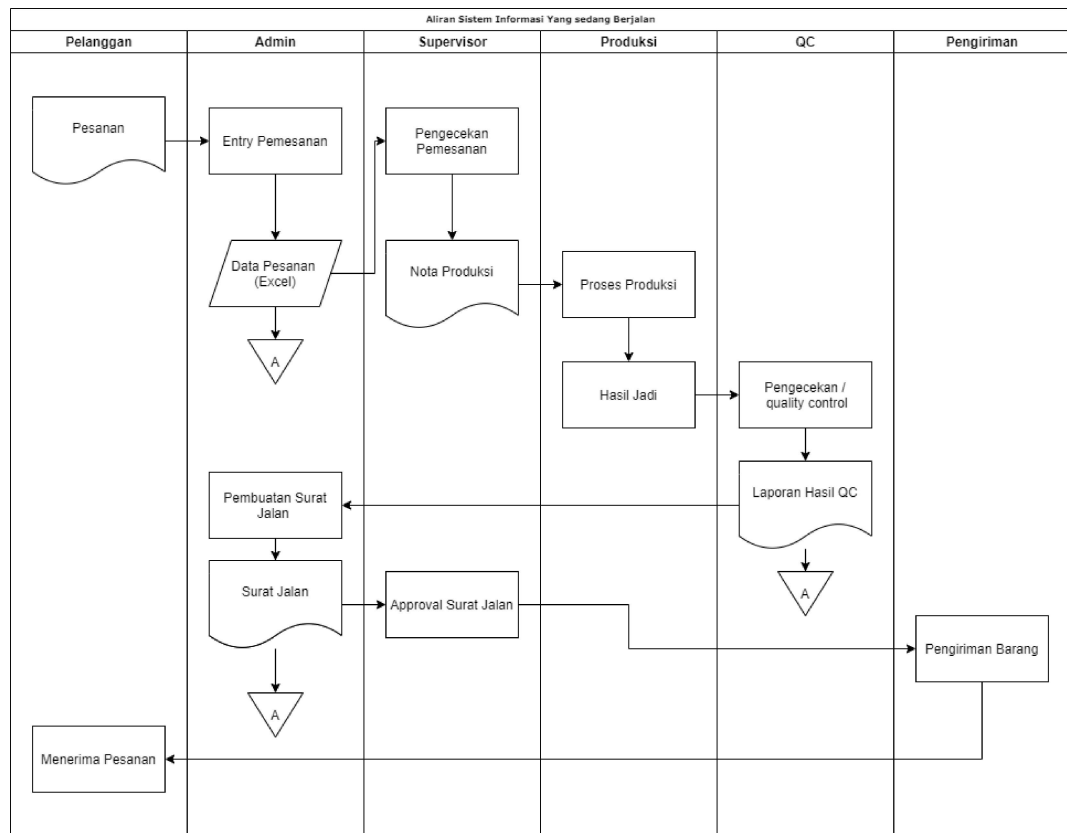 Aliran Sistem Informasi Yang sedang Berjalan
Pelanggan
Admin
Supervisor
Produksi
QC
Pengiriman
Pesanan
Entry Pemesanan
Pengecekan
Pemesanan
Data Pesanan
(Excel)
Nota Produksi
Proses Produksi
A
Hasil Jadi
Pengecekan /
quality control
Pembuatan Surat
Jalan
Laporan Hasil QC
Surat Jalan
Approval Surat Jalan
A
Pengiriman Barang
A
Menerima Pesanan